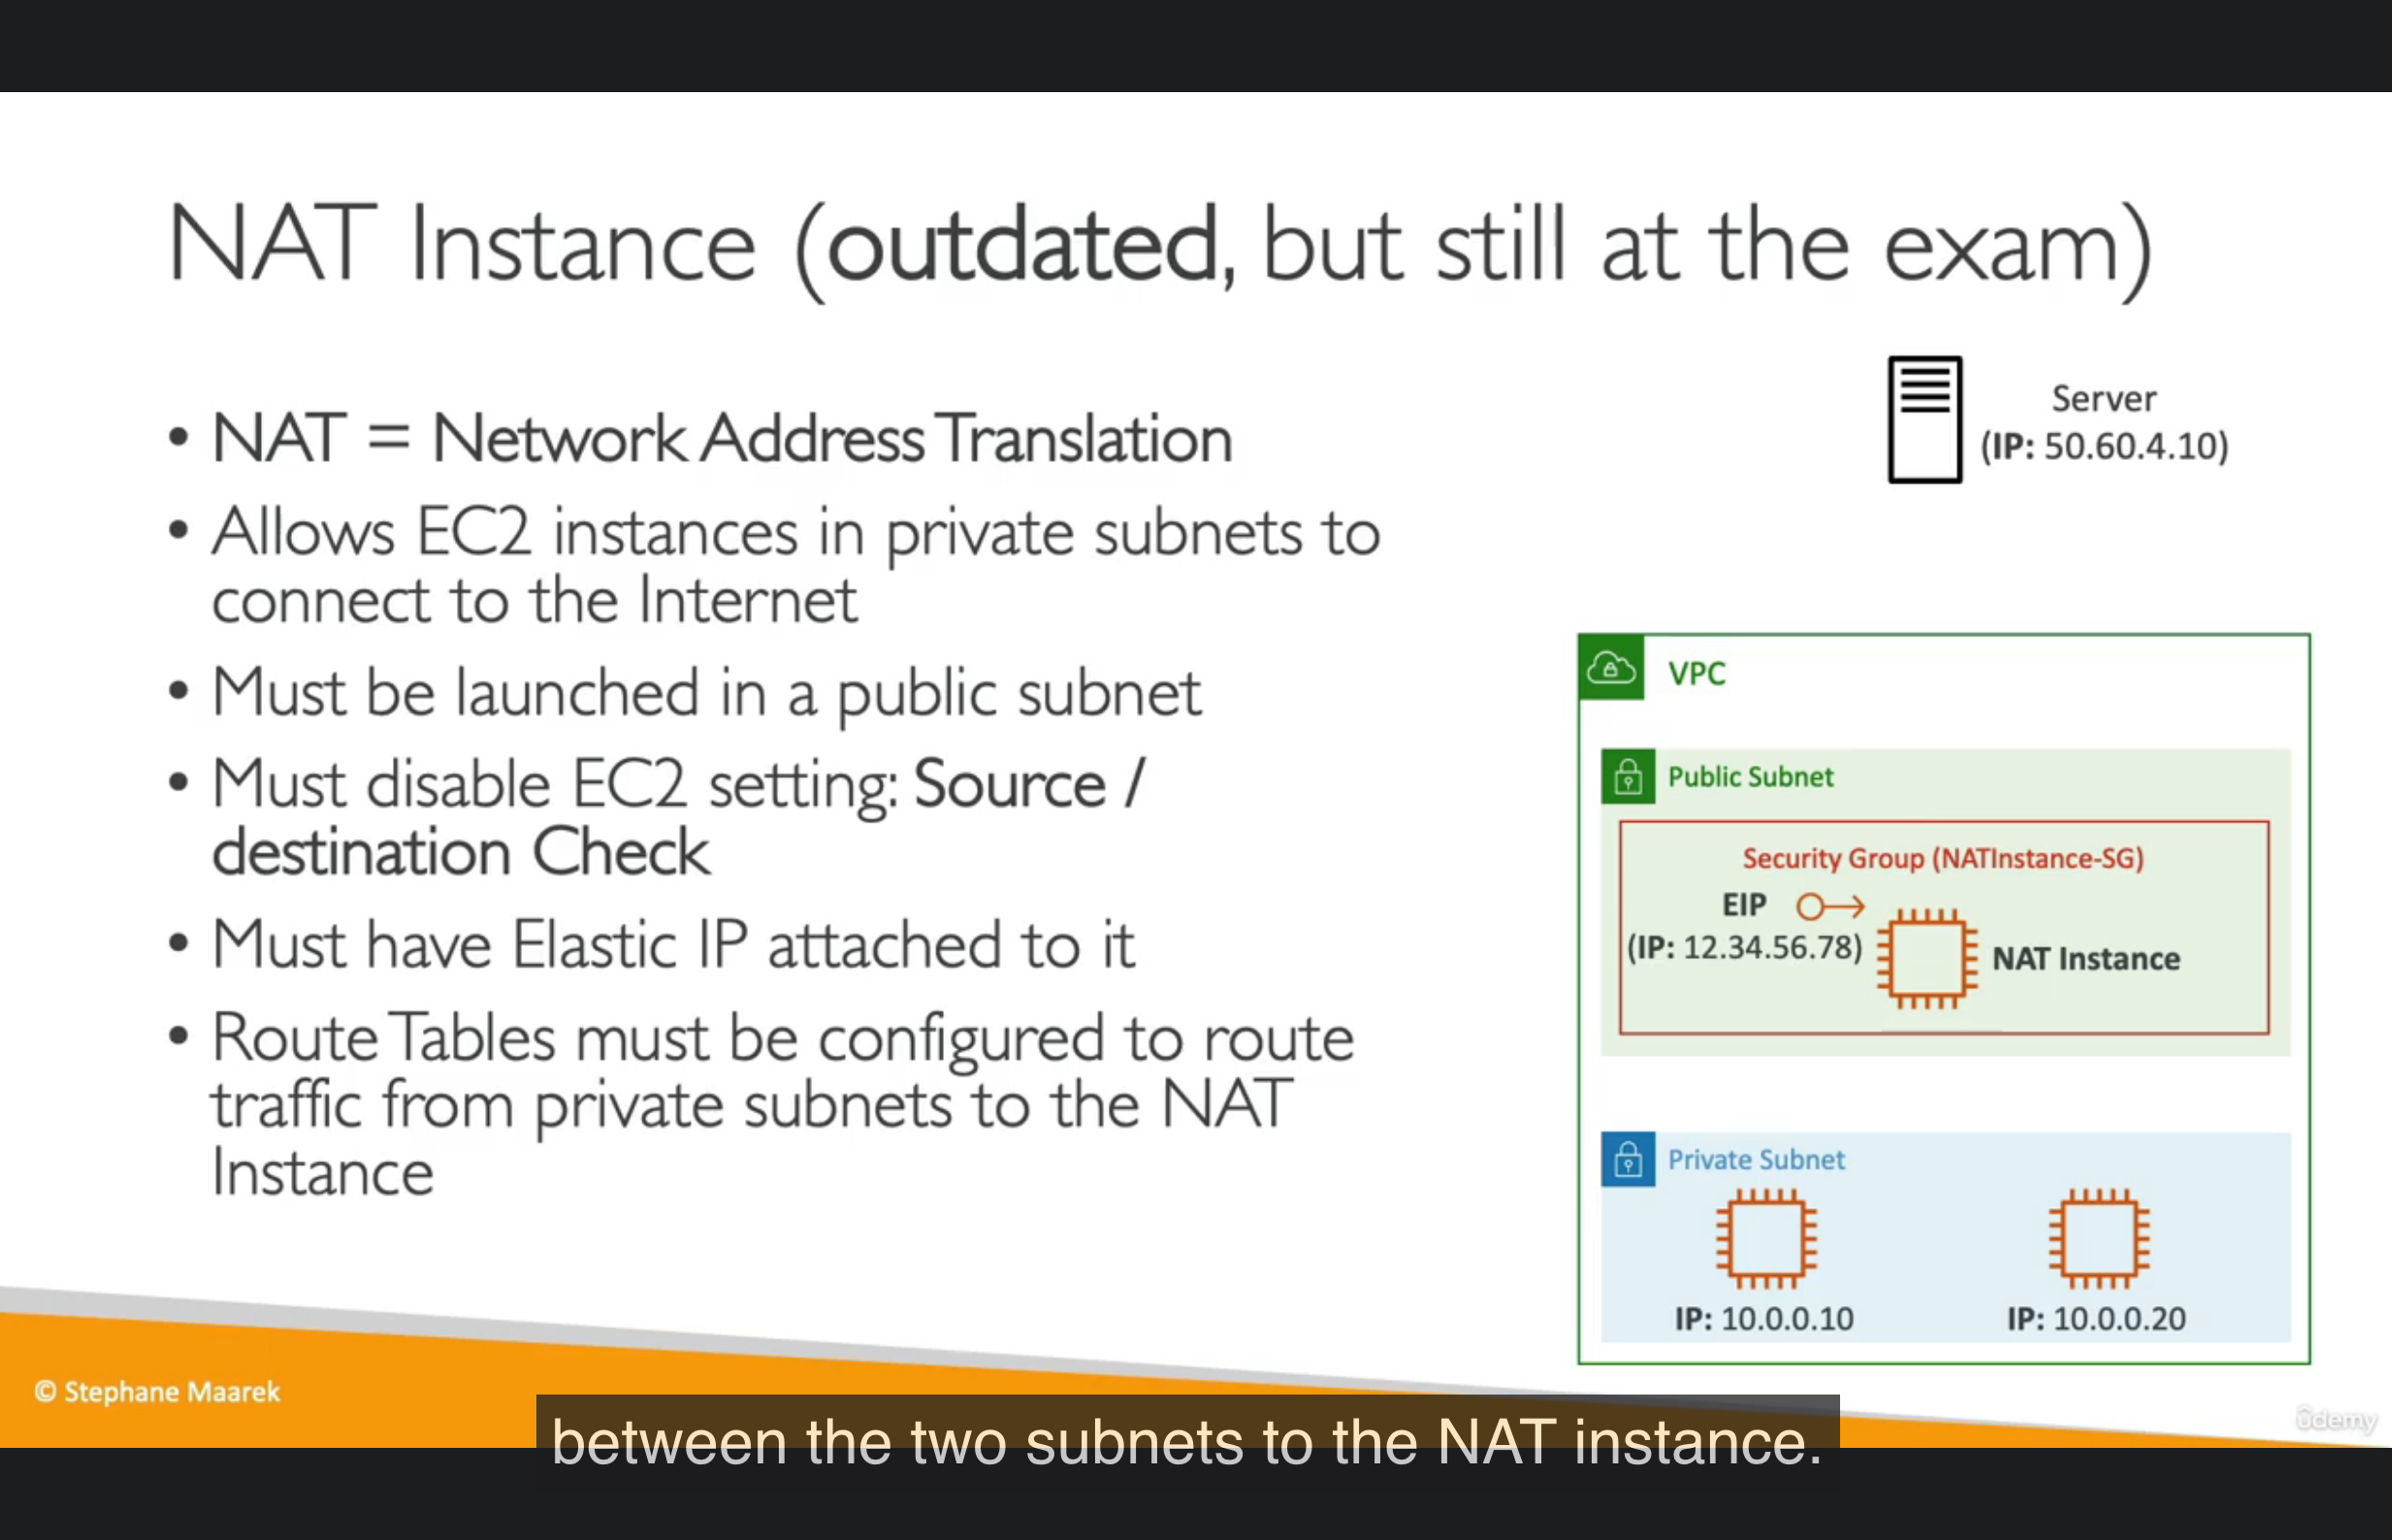 NAT Instance (outdated, but still at the exam)
• NAT = Network Address Translation
• Allows EC2 instances in private subnets to
connect to the Internet
• Must be launched in a public subnet
• Must disable EC2 setting: Source /
destination Check
• Must have Elastic IP attached to it
• Route Tables must be configured to route
traffic from private subnets to the NAT
Instance
Server
(IP: 50.60.4.10)
VPC
Public Subnet
Security Group (NATInstance-SG)
EIP
(IP: 12.34.56.78)
NAT Instance
Private Subnet
IP: 10.0.0.10
IP: 10.0.0.20
© Stephane Maarek
ûdemy
between the two subnets to the NAT instance.